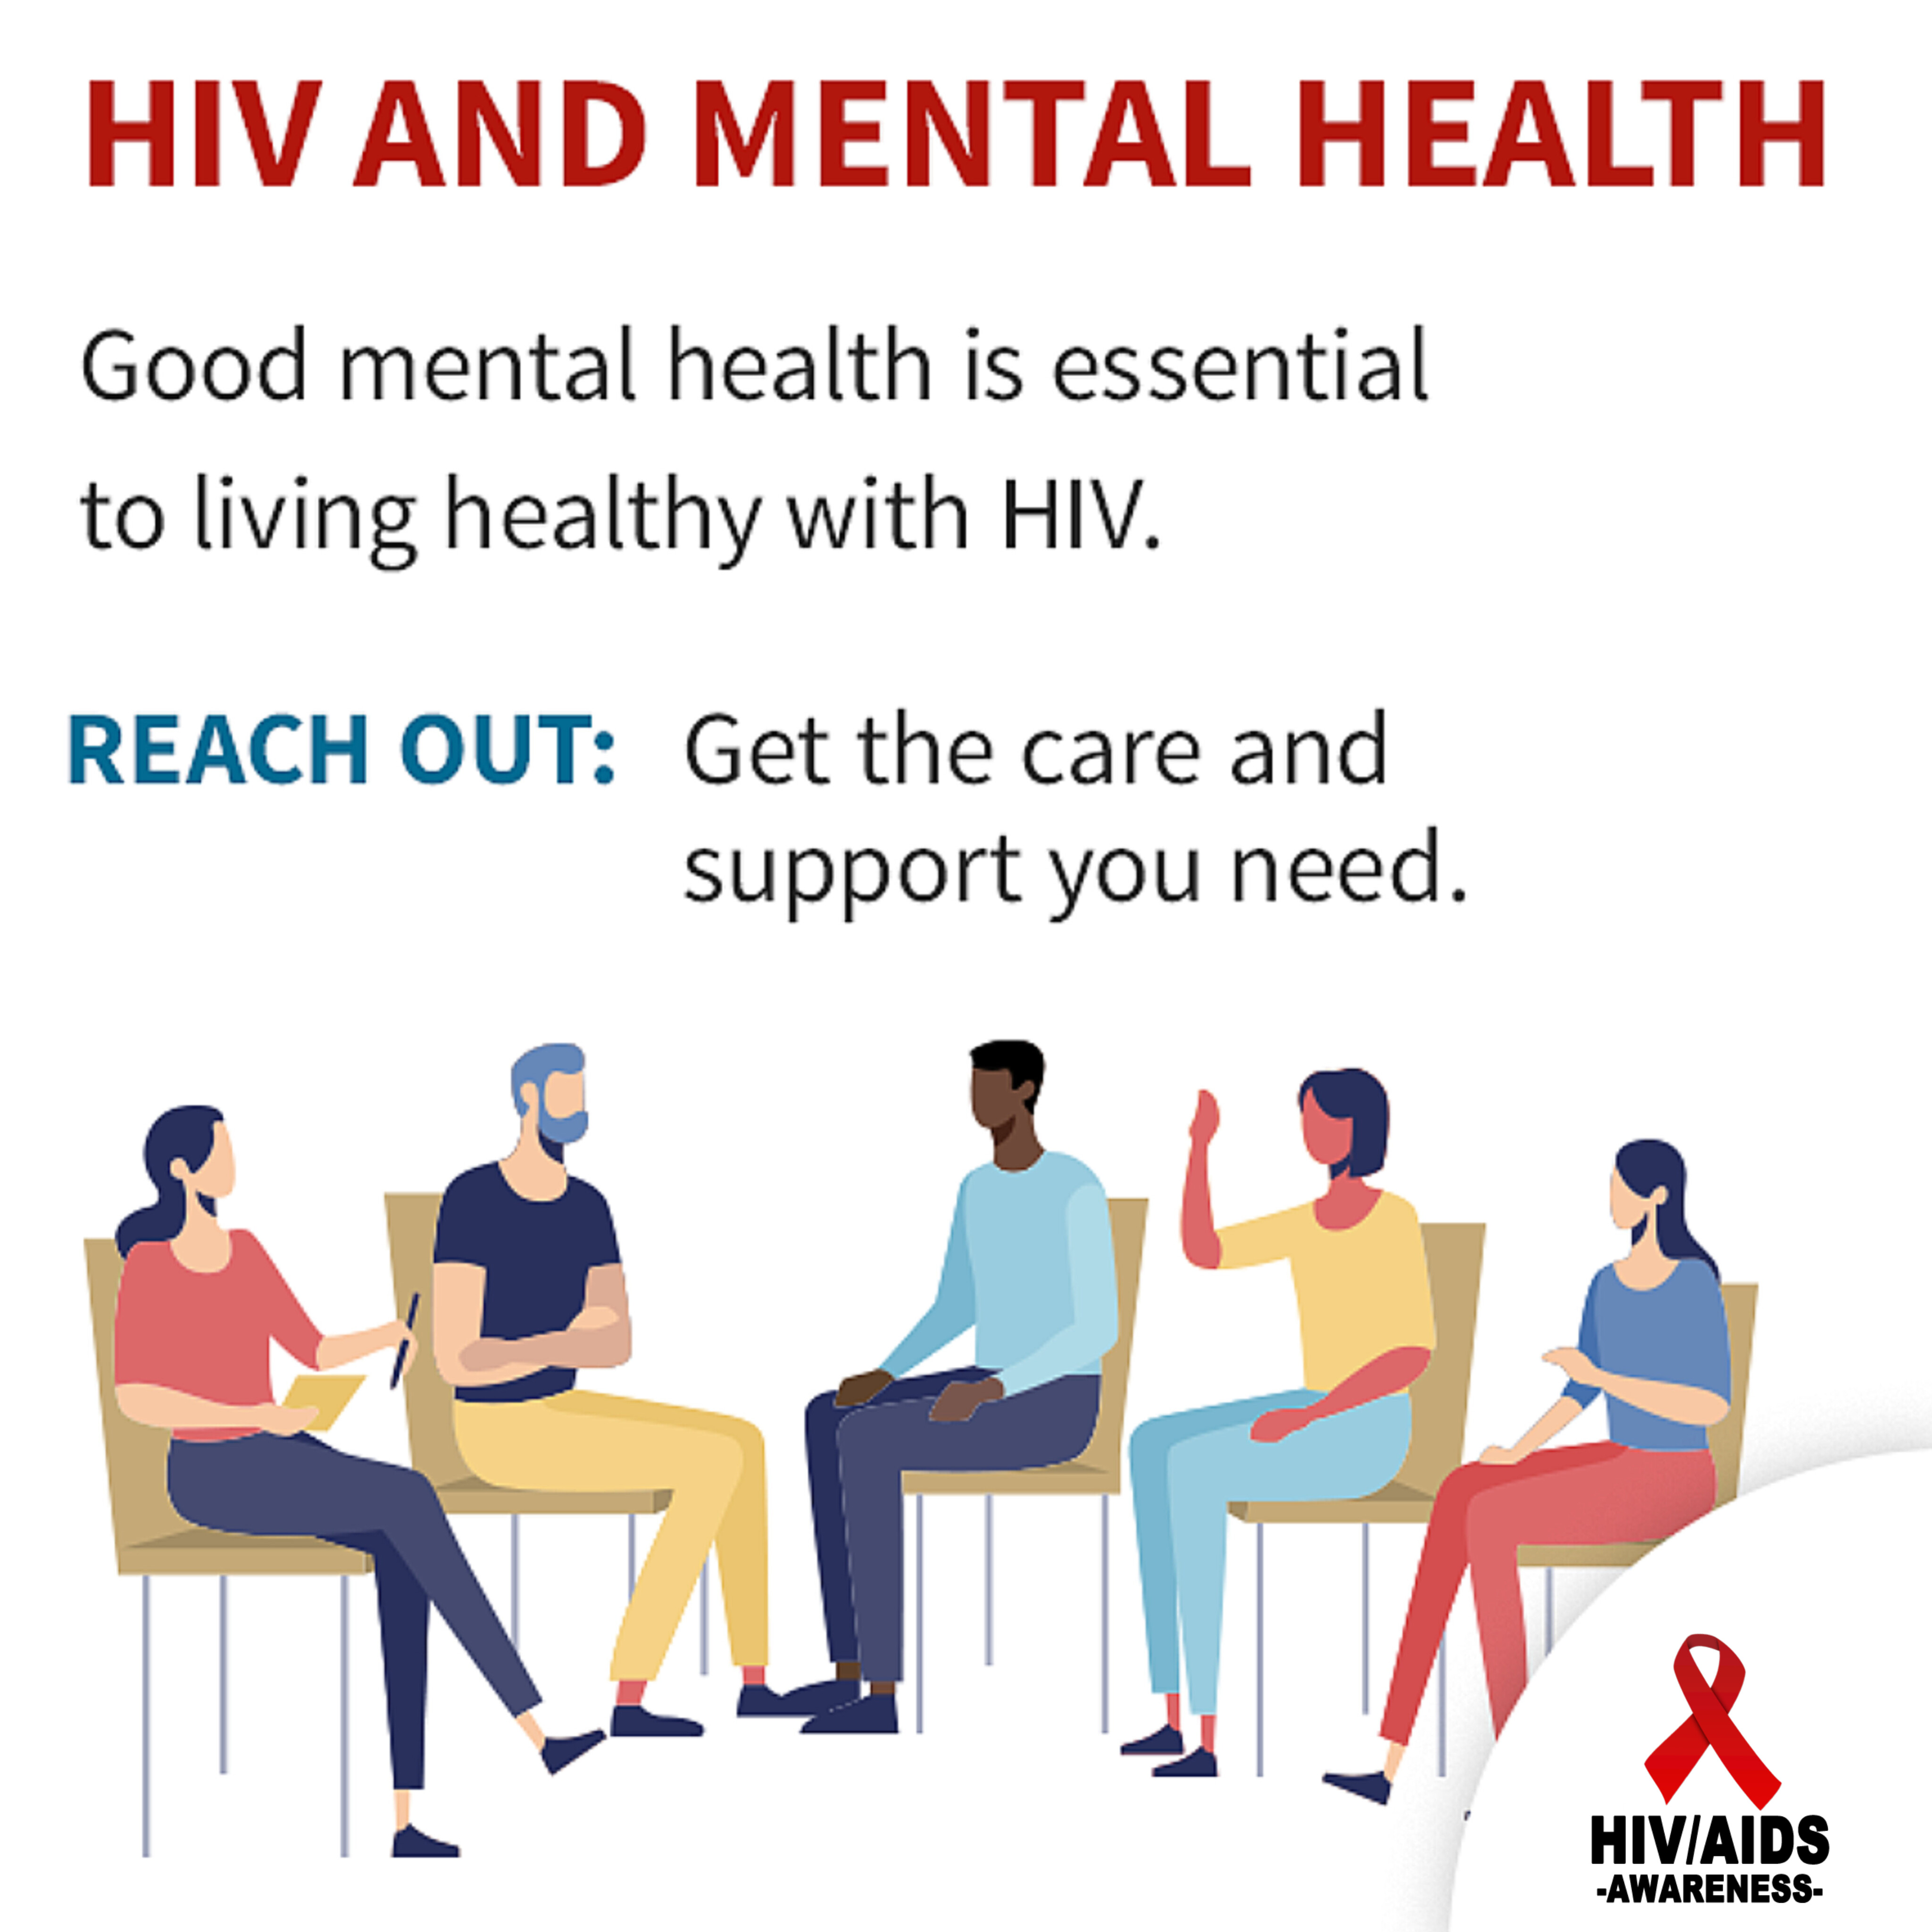 HIV AND MENTAL HEALTH
Good mental health is essential
to living healthy with HIV.
REACH OUT: Get the care and
support you need.
HIV/AIDS
-AWARENESS-